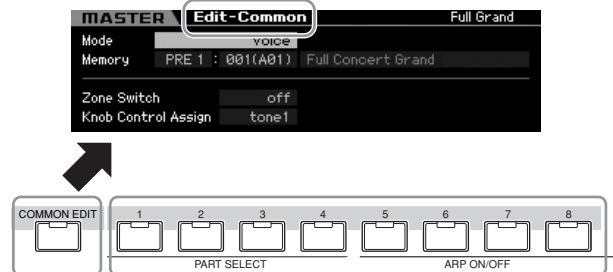 MASTER Edit-Common Full Grand
Mode voice
Memory PRE 1 : 001(A01) Full Concert Grand
Zone Switch off
Knob Control Assign tone1
COMMON EDIT 1 2 3 4 5 6 7 8
PART SELECT ARP ON/OFF